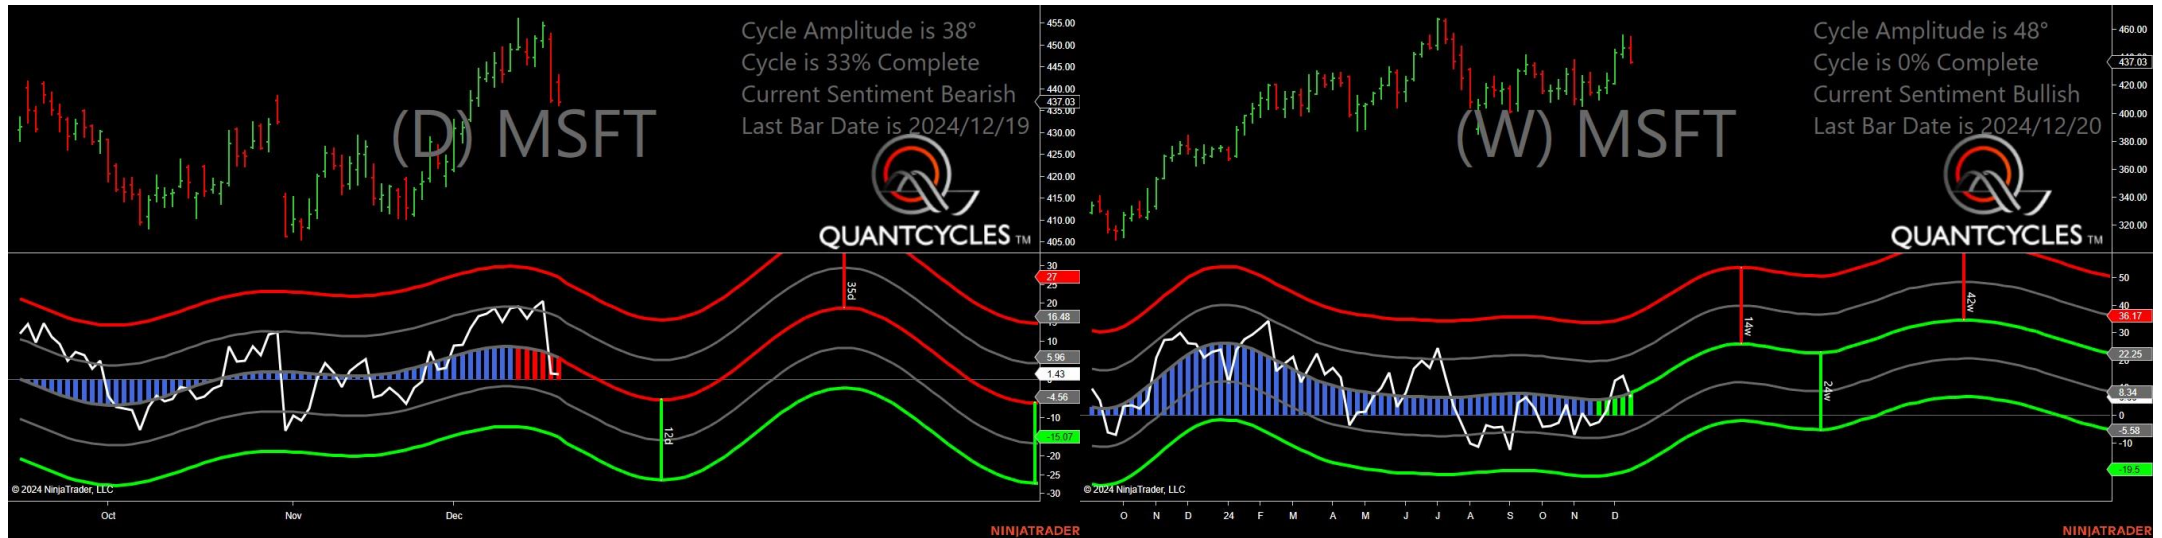 Cycle Amplitude is 38°
Cycle is 33% Complete
Current Sentiment Bearish
Last Bar Date is 2024/12/19
(D) MSFT
QUANTCYCLES TM
455.00
450.00
445.00
440.00
437.03
435.00
430.00
425.00
420.00
415.00
410.00
405.00
30
27
25
20
16.48
10
5.96
1.43
-4.56
-10
-15.07
-20
-25
-30
35d
12d
© 2024 NinjaTrader, LLC
Oct
Nov
Dec
NINJATRADER
Cycle Amplitude is 48°
Cycle is 0% Complete
Current Sentiment Bullish
Last Bar Date is 2024/12/20
(W) MSFT
QUANTCYCLES TM
460.00
437.03
420.00
400.00
380.00
360.00
340.00
320.00
50
40
36.17
30
22.25
8.34
0
-5.58
-10
-19.5
14w
24w
42w
© 2024 NinjaTrader, LLC
O N D 24 F M A M J J A S O N D
NINJATRADER